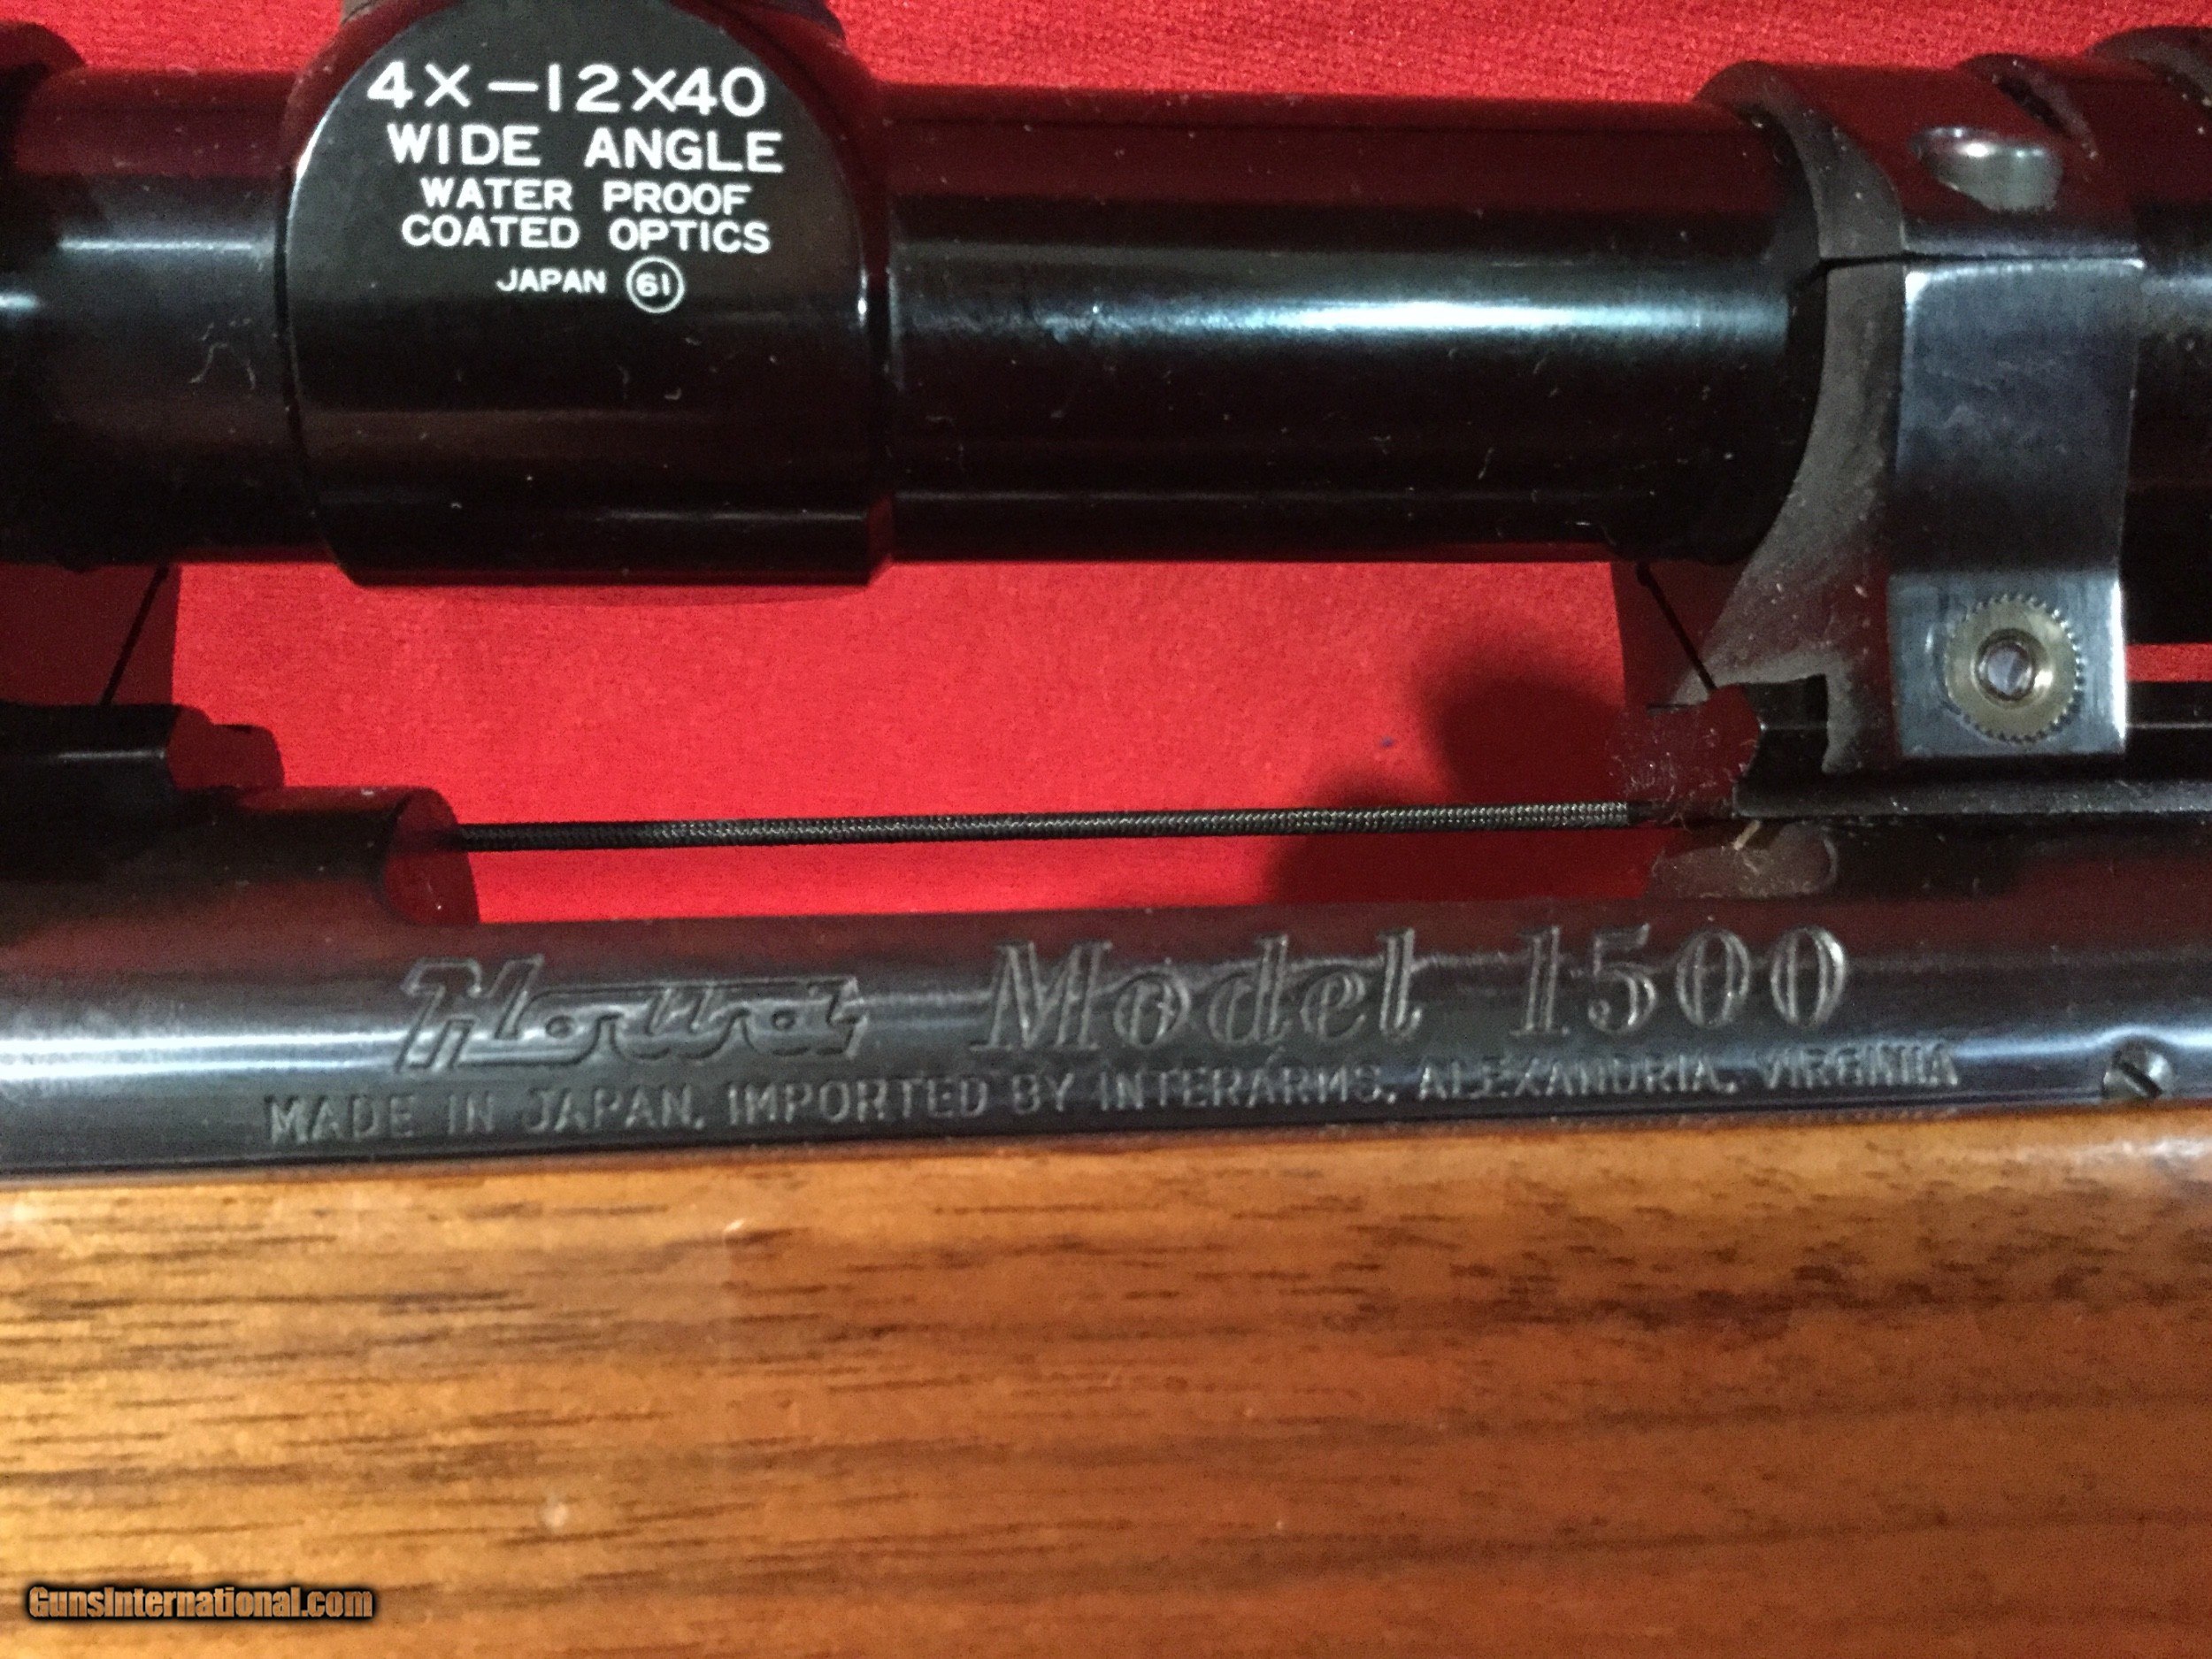 4X-12X40
WIDE ANGLE
WATER PROOF
COATED OPTICS
JAPAN 61
Howa Model 1500
MADE IN JAPAN, IMPORTED BY INTERARMS, ALEXANDRIA, VIRGINIA
GunsInternational.com